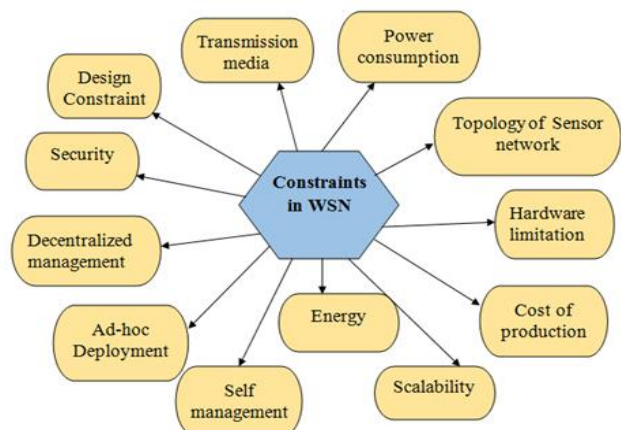 Transmission
media
Power
consumption
Design
Constraint
Topology of Sensor
network
Security
Constraints
in WSN
Hardware
limitation
Decentralized
management
Energy
Cost of
production
Ad-hoc
Deployment
Self
management
Scalability